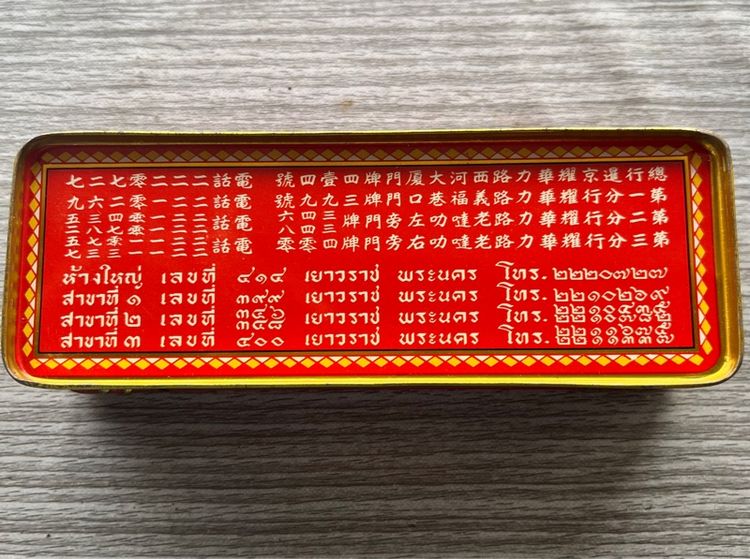 總行暹京耀華力路西河大廈門牌四壹四號 電話二二二零七二七
第一分行耀華力路義福巷口門牌三九九號 電話二二一零二六九
第二分行耀華力路老噠叻左旁門牌 電話
第三分行耀華力路老噠叻右旁門牌四零零 電話
ห้างใหญ่ เลขที่ ๔๑๔ เยาวราช พระนคร โทร. ๒๒๒๐๗๒๗
สาขาที่ ๑ เลขที่ ๓๙๙ เยาวราช พระนคร โทร. ๒๒๑๐๒๖๙
สาขาที่ ๒ เลขที่ เยาวราช พระนคร โทร.
สาขาที่ ๓ เลขที่ ๔๐๐ เยาวราช พระนคร โทร.